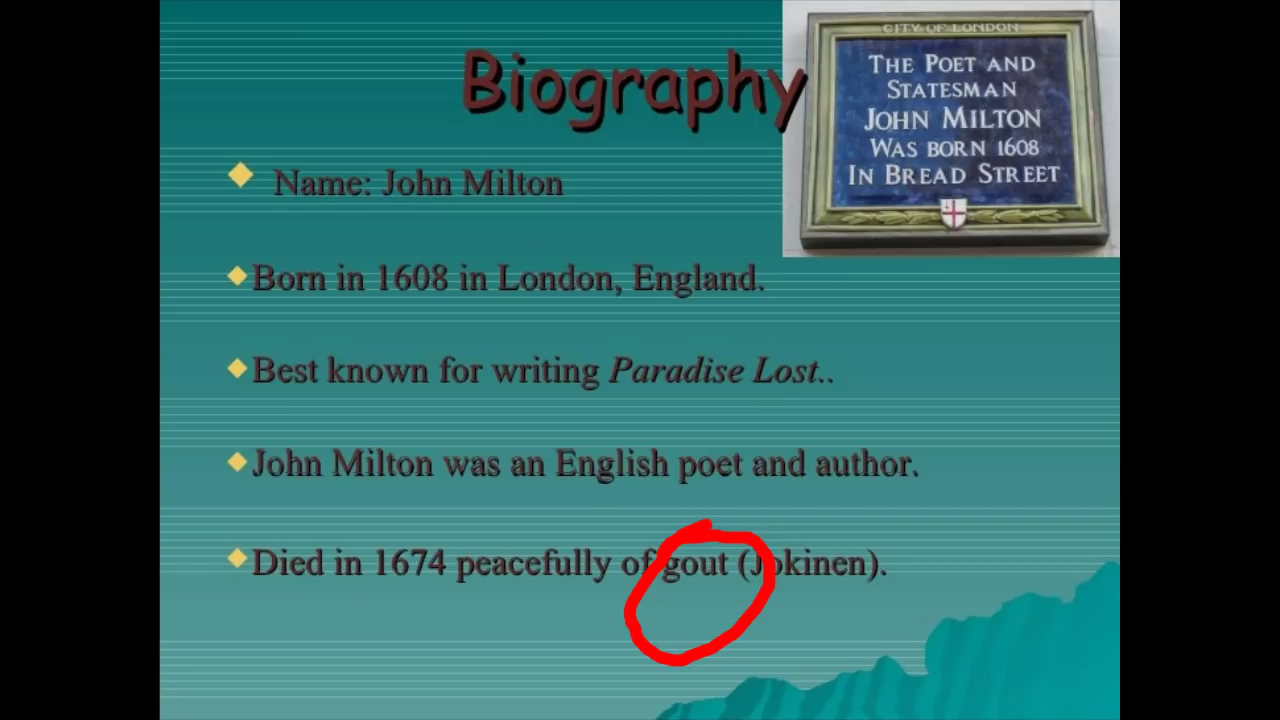 Biography
CITY OF LONDON
THE POET AND
STATESMAN
JOHN MILTON
WAS BORN 1608
IN BREAD STREET
Name: John Milton
Born in 1608 in London, England.
Best known for writing Paradise Lost..
John Milton was an English poet and author.
Died in 1674 peacefully of gout (Jokinen).